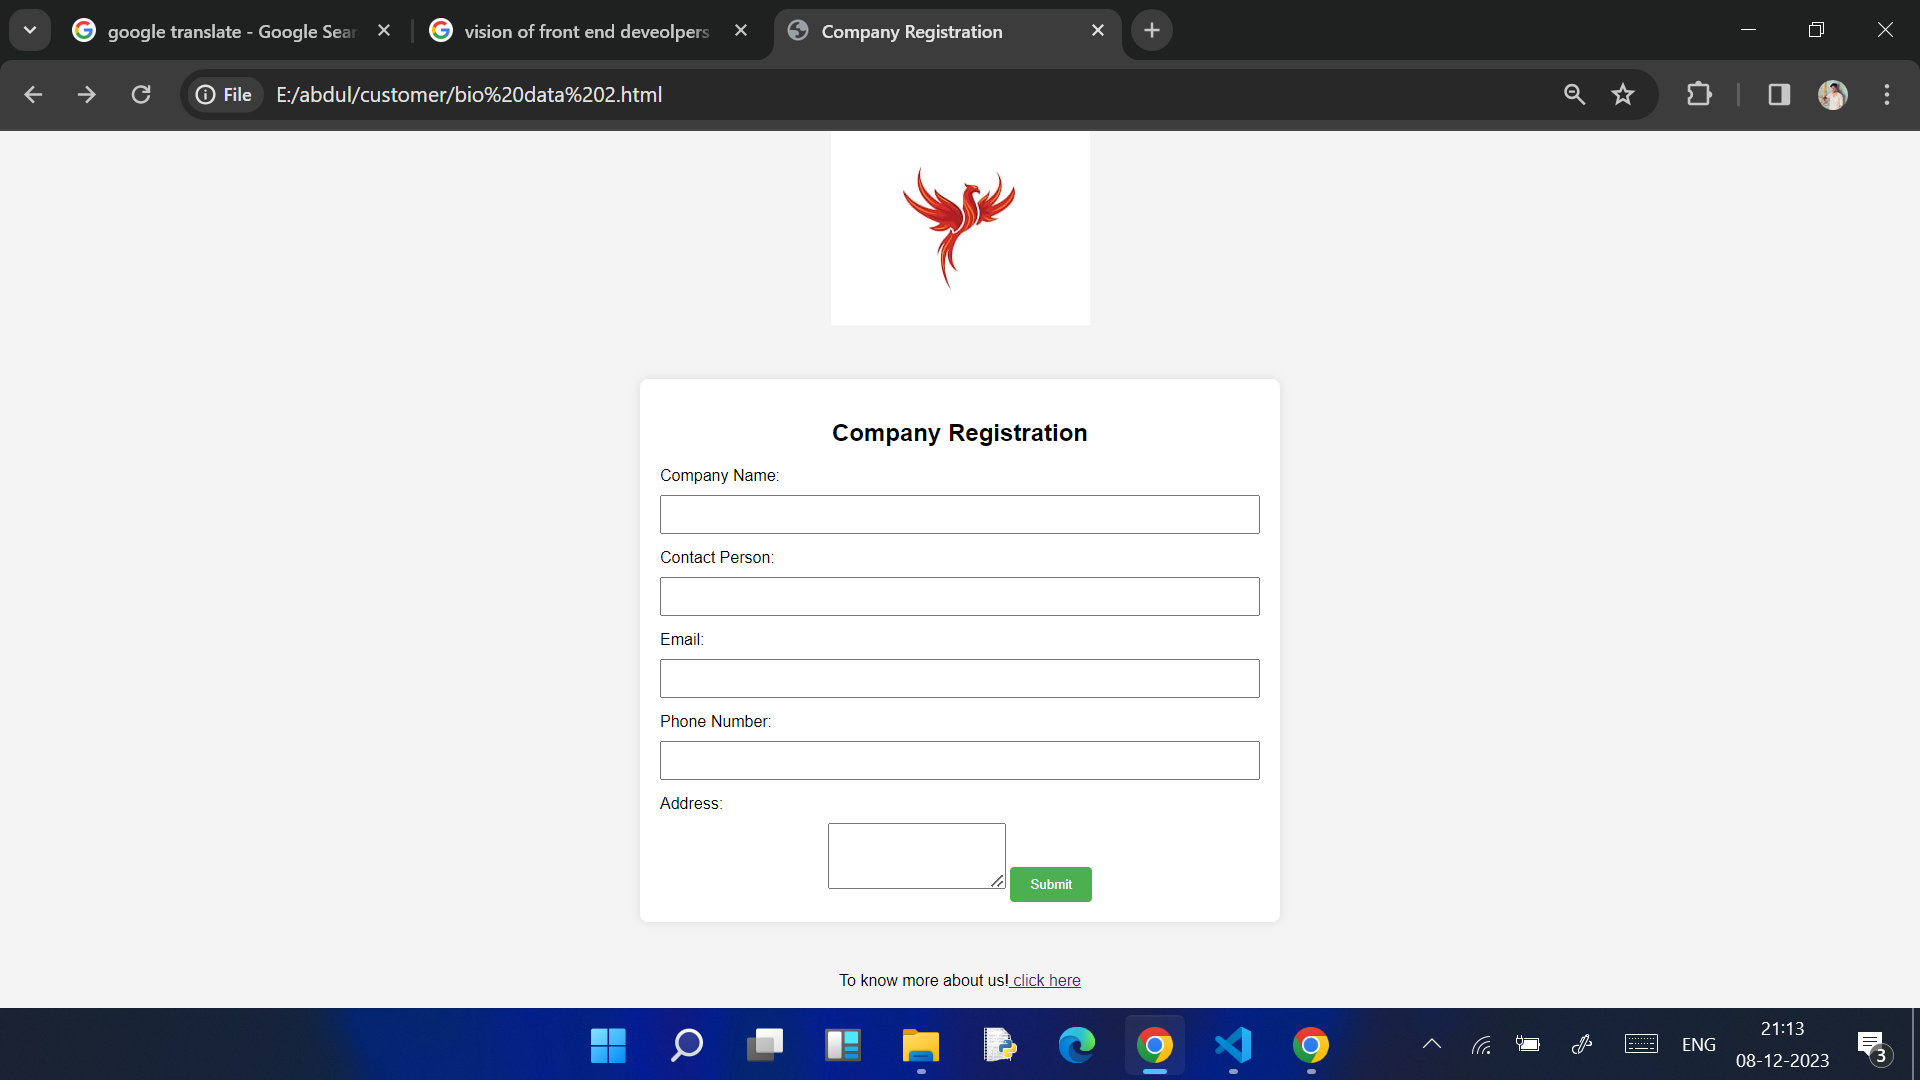 google translate - Google Sear
vision of front end deveolpers
Company Registration
File
E:/abdul/customer/bio%20data%202.html
Company Registration
Company Name:
Contact Person:
Email:
Phone Number:
Address:
Submit
To know more about us! click here
ENG
21:13
08-12-2023
3